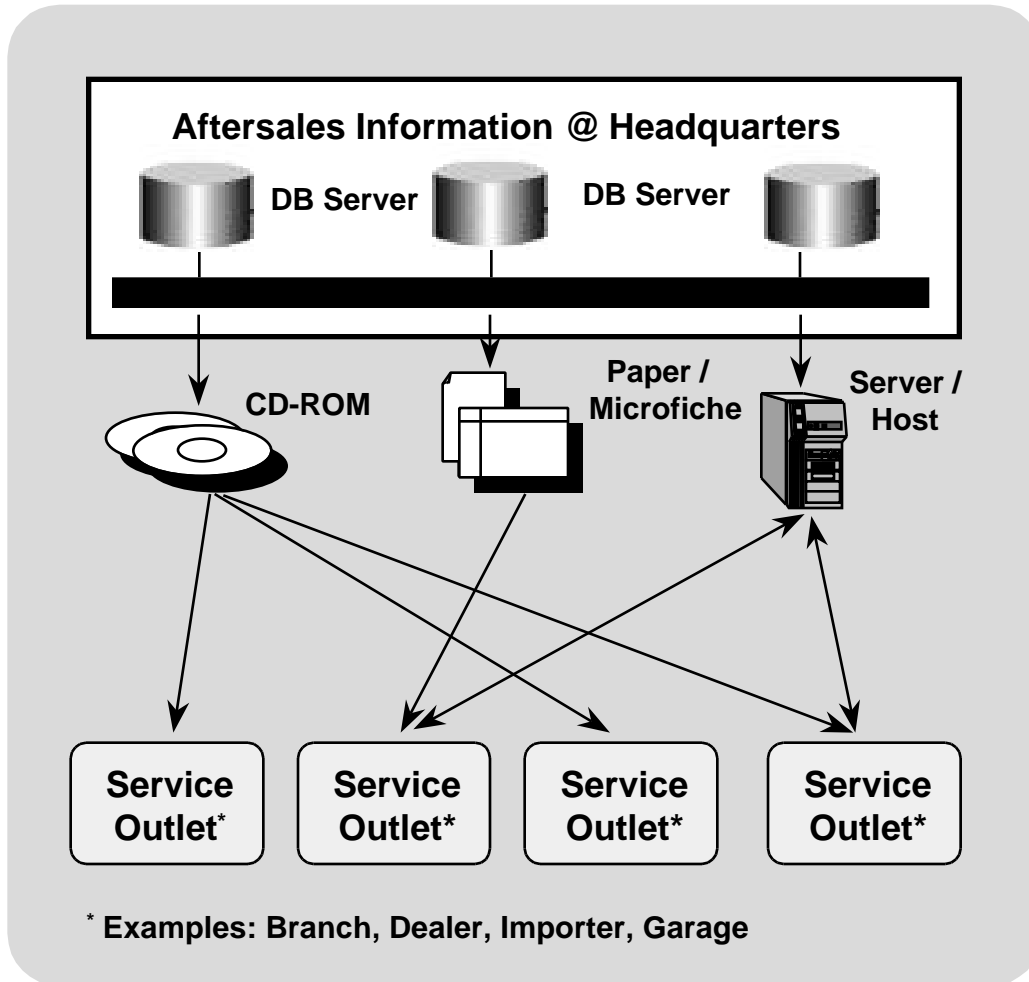 Aftersales Information @ Headquarters
DB Server
DB Server
CD-ROM
Paper /
Microfiche
Server /
Host
Service
Outlet*
Service
Outlet*
Service
Outlet*
Service
Outlet*
* Examples: Branch, Dealer, Importer, Garage